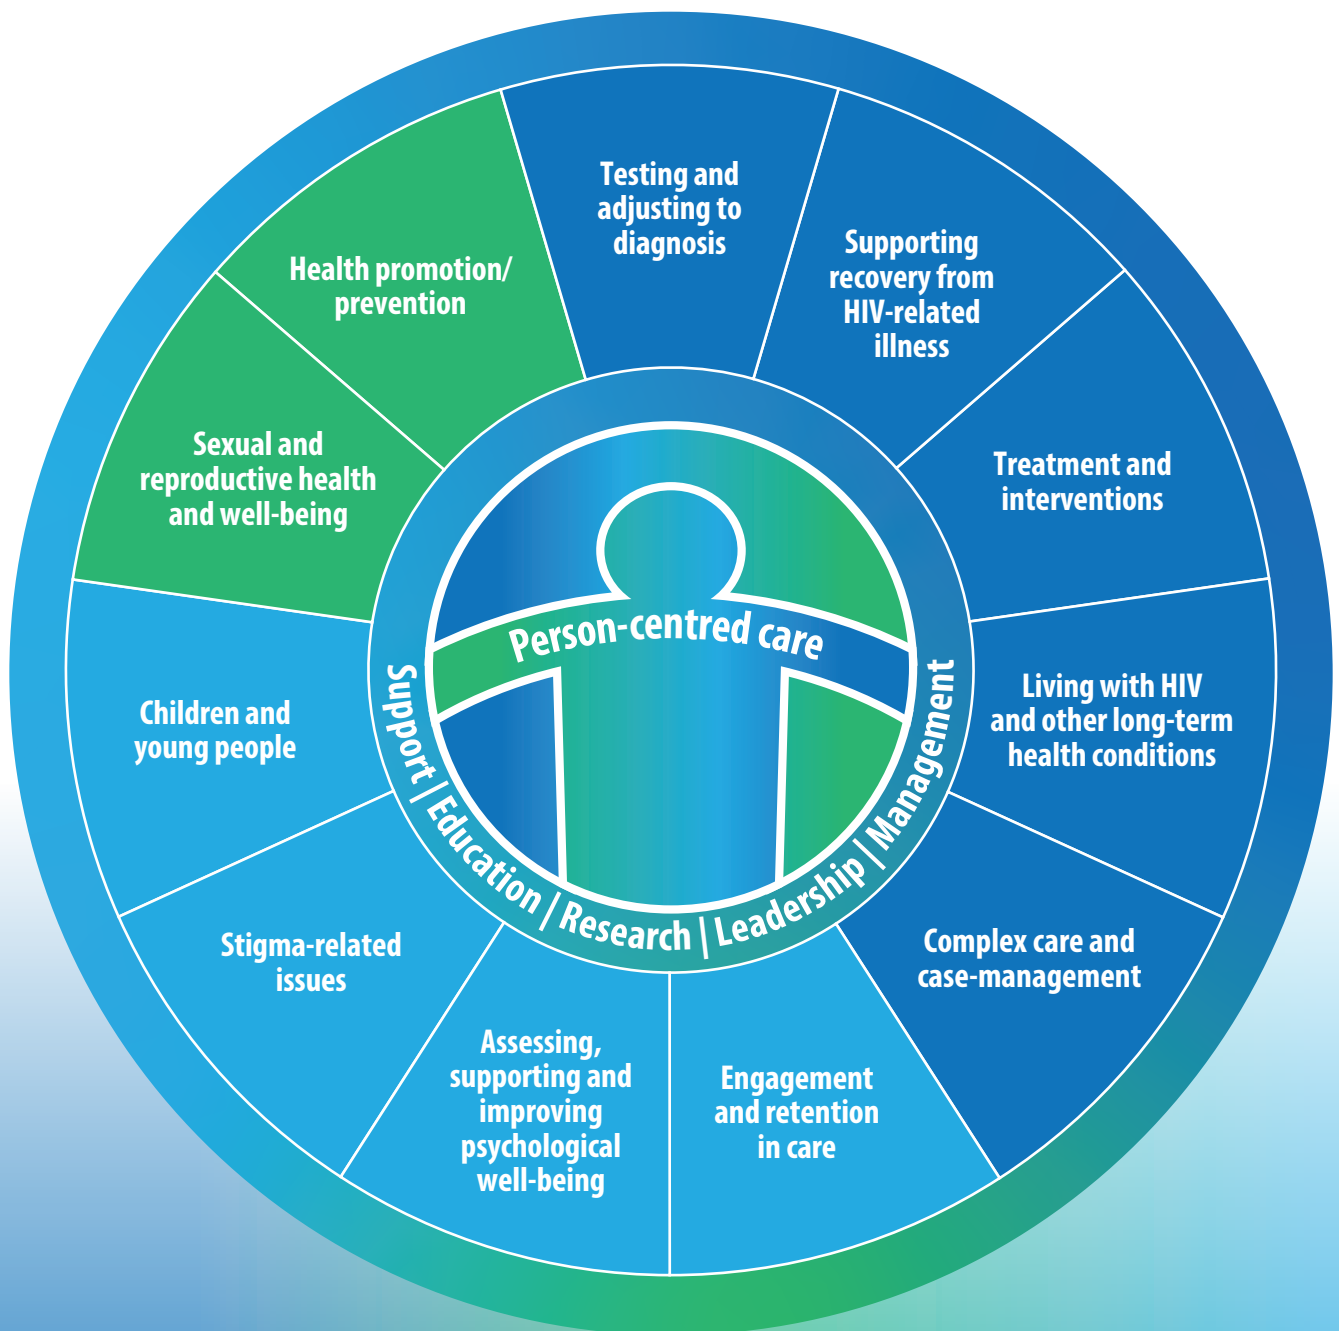 Testing and
adjusting to
diagnosis
Supporting
recovery from
HIV-related
illness
Treatment and
interventions
Living with HIV
and other long-term
health conditions
Complex care and
case-management
Engagement
and retention
in care
Assessing,
supporting and
improving
psychological
well-being
Stigma-related
issues
Children and
young people
Sexual and
reproductive health
and well-being
Health promotion/
prevention
Person-centred care
Support | Education | Research | Leadership | Management